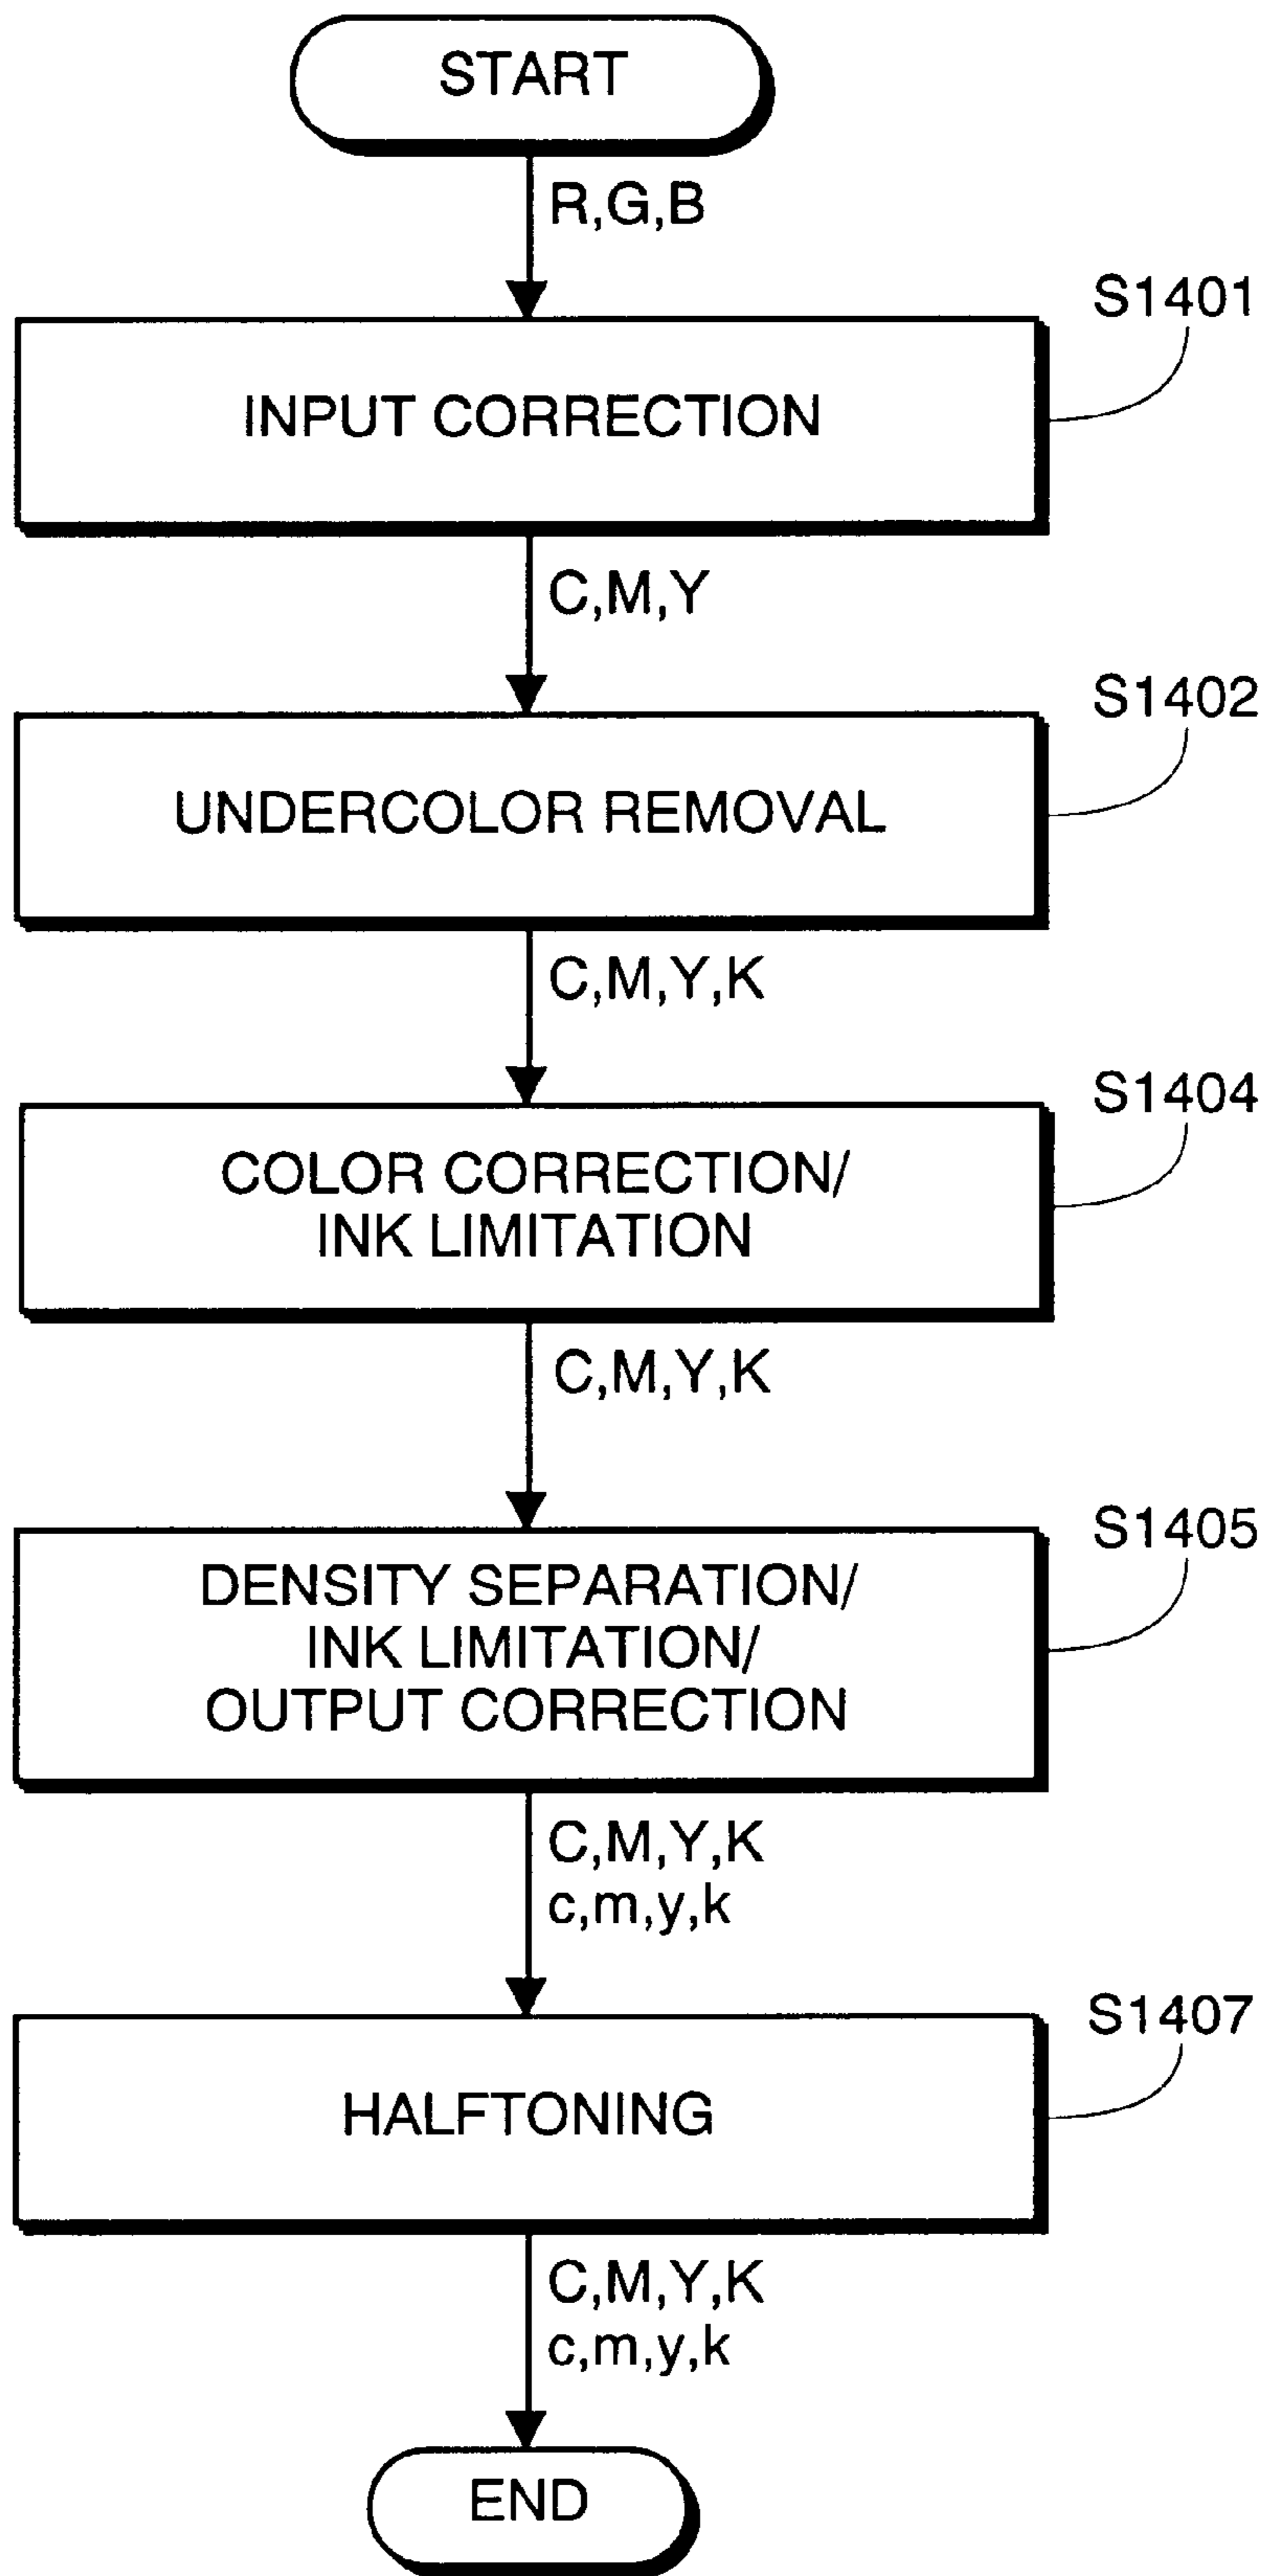 START
R,G,B
S1401
INPUT CORRECTION
C,M,Y
S1402
UNDERCOLOR REMOVAL
C,M,Y,K
S1404
COLOR CORRECTION/
INK LIMITATION
C,M,Y,K
S1405
DENSITY SEPARATION/
INK LIMITATION/
OUTPUT CORRECTION
C,M,Y,K
c,m,y,k
S1407
HALFTONING
C,M,Y,K
c,m,y,k
END